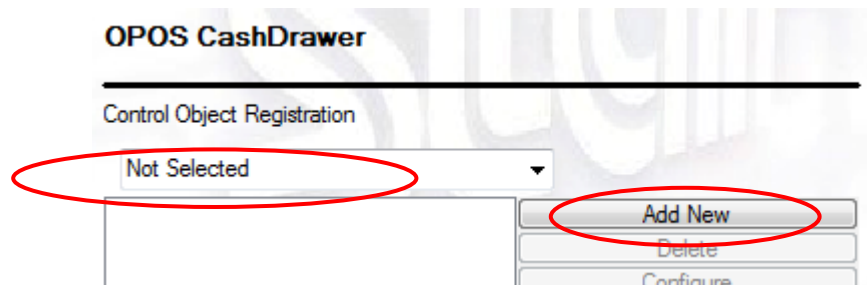 OPOS CashDrawer
Control Object Registration
Not Selected
Add New
Delete
Configure